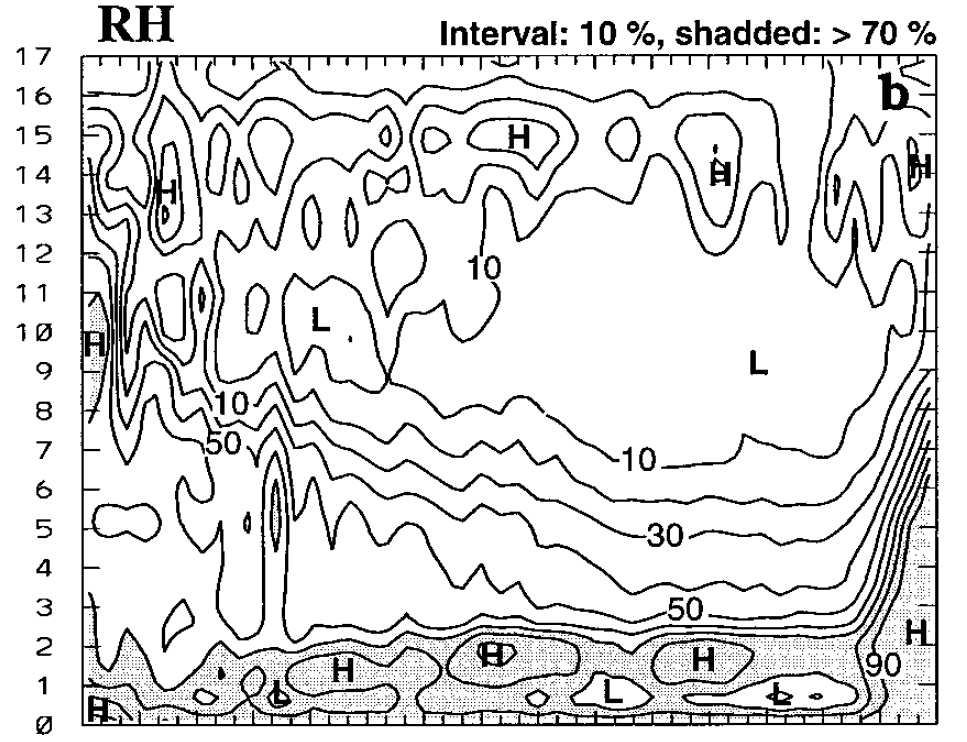 RH
Interval: 10 %, shadded: > 70 %
17
b
16
15 H H
14 H H
13 H
12
10
11
10 L
H
9 L
8 10
7 50 10
6
5 30
4
3 50
2 H H H H
1 90
L L L
0 H